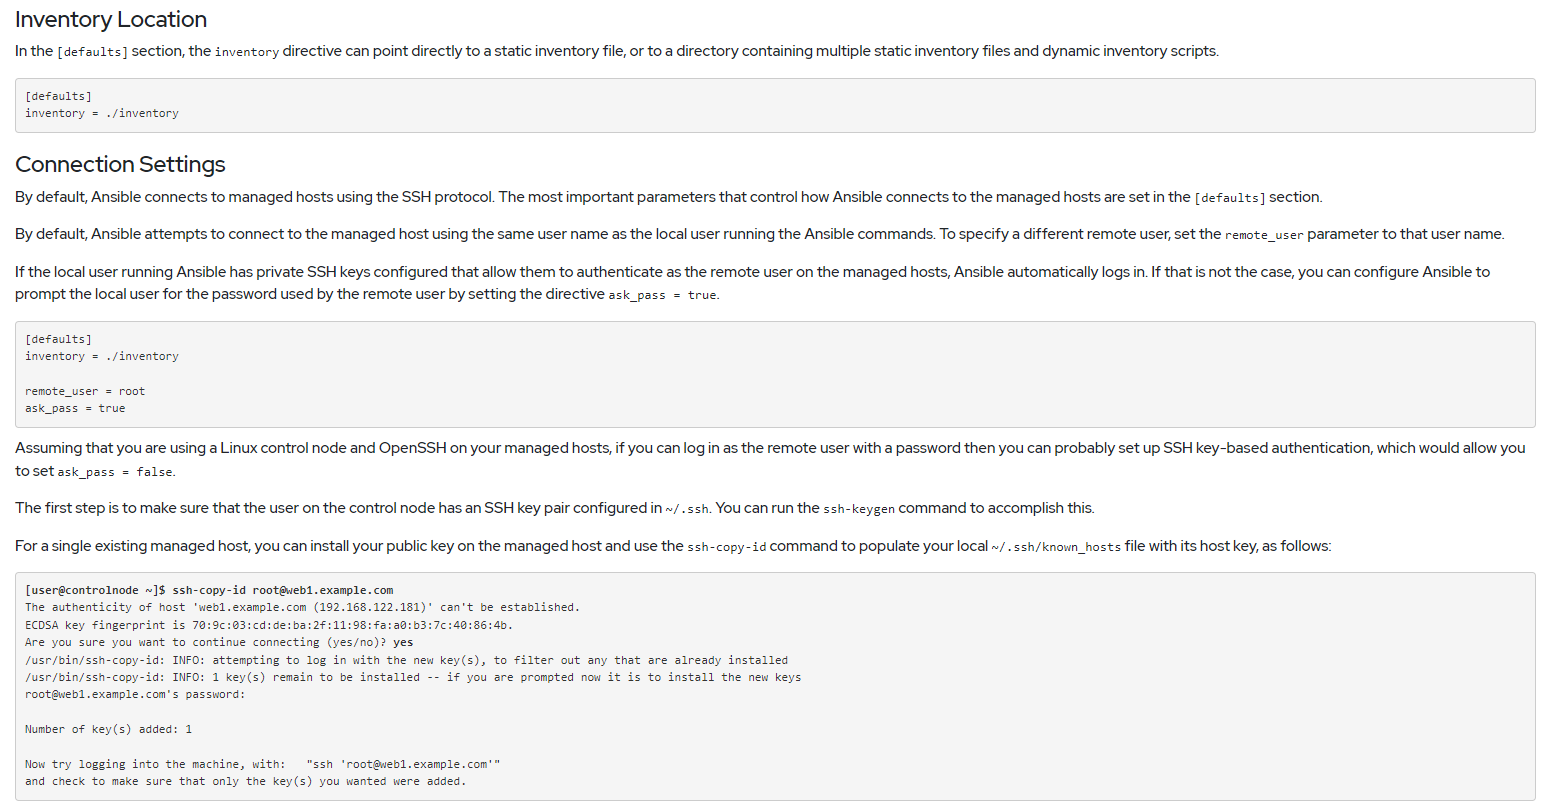 Inventory Location
In the [defaults] section, the inventory directive can point directly to a static inventory file, or to a directory containing multiple static inventory files and dynamic inventory scripts.
[defaults]
inventory = ./inventory
Connection Settings
By default, Ansible connects to managed hosts using the SSH protocol. The most important parameters that control how Ansible connects to the managed hosts are set in the [defaults] section.
By default, Ansible attempts to connect to the managed host using the same user name as the local user running the Ansible commands. To specify a different remote user, set the remote_user parameter to that user name.
If the local user running Ansible has private SSH keys configured that allow them to authenticate as the remote user on the managed hosts, Ansible automatically logs in. If that is not the case, you can configure Ansible to
prompt the local user for the password used by the remote user by setting the directive ask_pass = true.
[defaults]
inventory = ./inventory
remote_user = root
ask_pass = true
Assuming that you are using a Linux control node and OpenSSH on your managed hosts, if you can log in as the remote user with a password then you can probably set up SSH key-based authentication, which would allow you
to set ask_pass = false.
The first step is to make sure that the user on the control node has an SSH key pair configured in ~/.ssh. You can run the ssh-keygen command to accomplish this.
For a single existing managed host, you can install your public key on the managed host and use the ssh-copy-id command to populate your local ~/.ssh/known_hosts file with its host key, as follows:
[user@controlnode ~]$ ssh-copy-id root@web1.example.com
The authenticity of host 'web1.example.com (192.168.122.181)' can't be established.
ECDSA key fingerprint is 70:9c:03:cd:de:ba:2f:11:98:fa:a0:b3:7c:40:86:4b.
Are you sure you want to continue connecting (yes/no)? yes
/usr/bin/ssh-copy-id: INFO: attempting to log in with the new key(s), to filter out any that are already installed
/usr/bin/ssh-copy-id: INFO: 1 key(s) remain to be installed -- if you are prompted now it is to install the new keys
root@web1.example.com's password:
Number of key(s) added: 1
Now try logging into the machine, with:   "ssh 'root@web1.example.com'"
and check to make sure that only the key(s) you wanted were added.